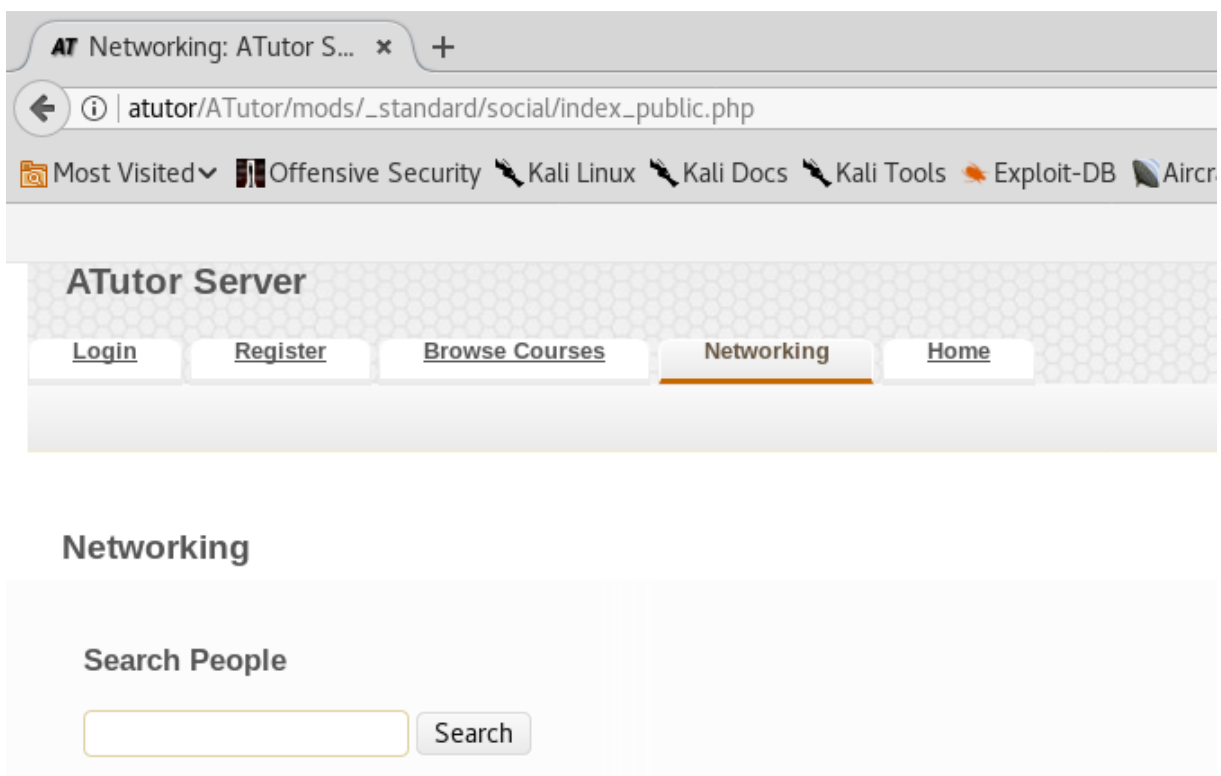 AT Networking: ATutor S... × +
atutor/ATutor/mods/_standard/social/index_public.php
Most Visited Offensive Security Kali Linux Kali Docs Kali Tools Exploit-DB Aircr
ATutor Server
Login Register Browse Courses Networking Home
Networking
Search People
Search